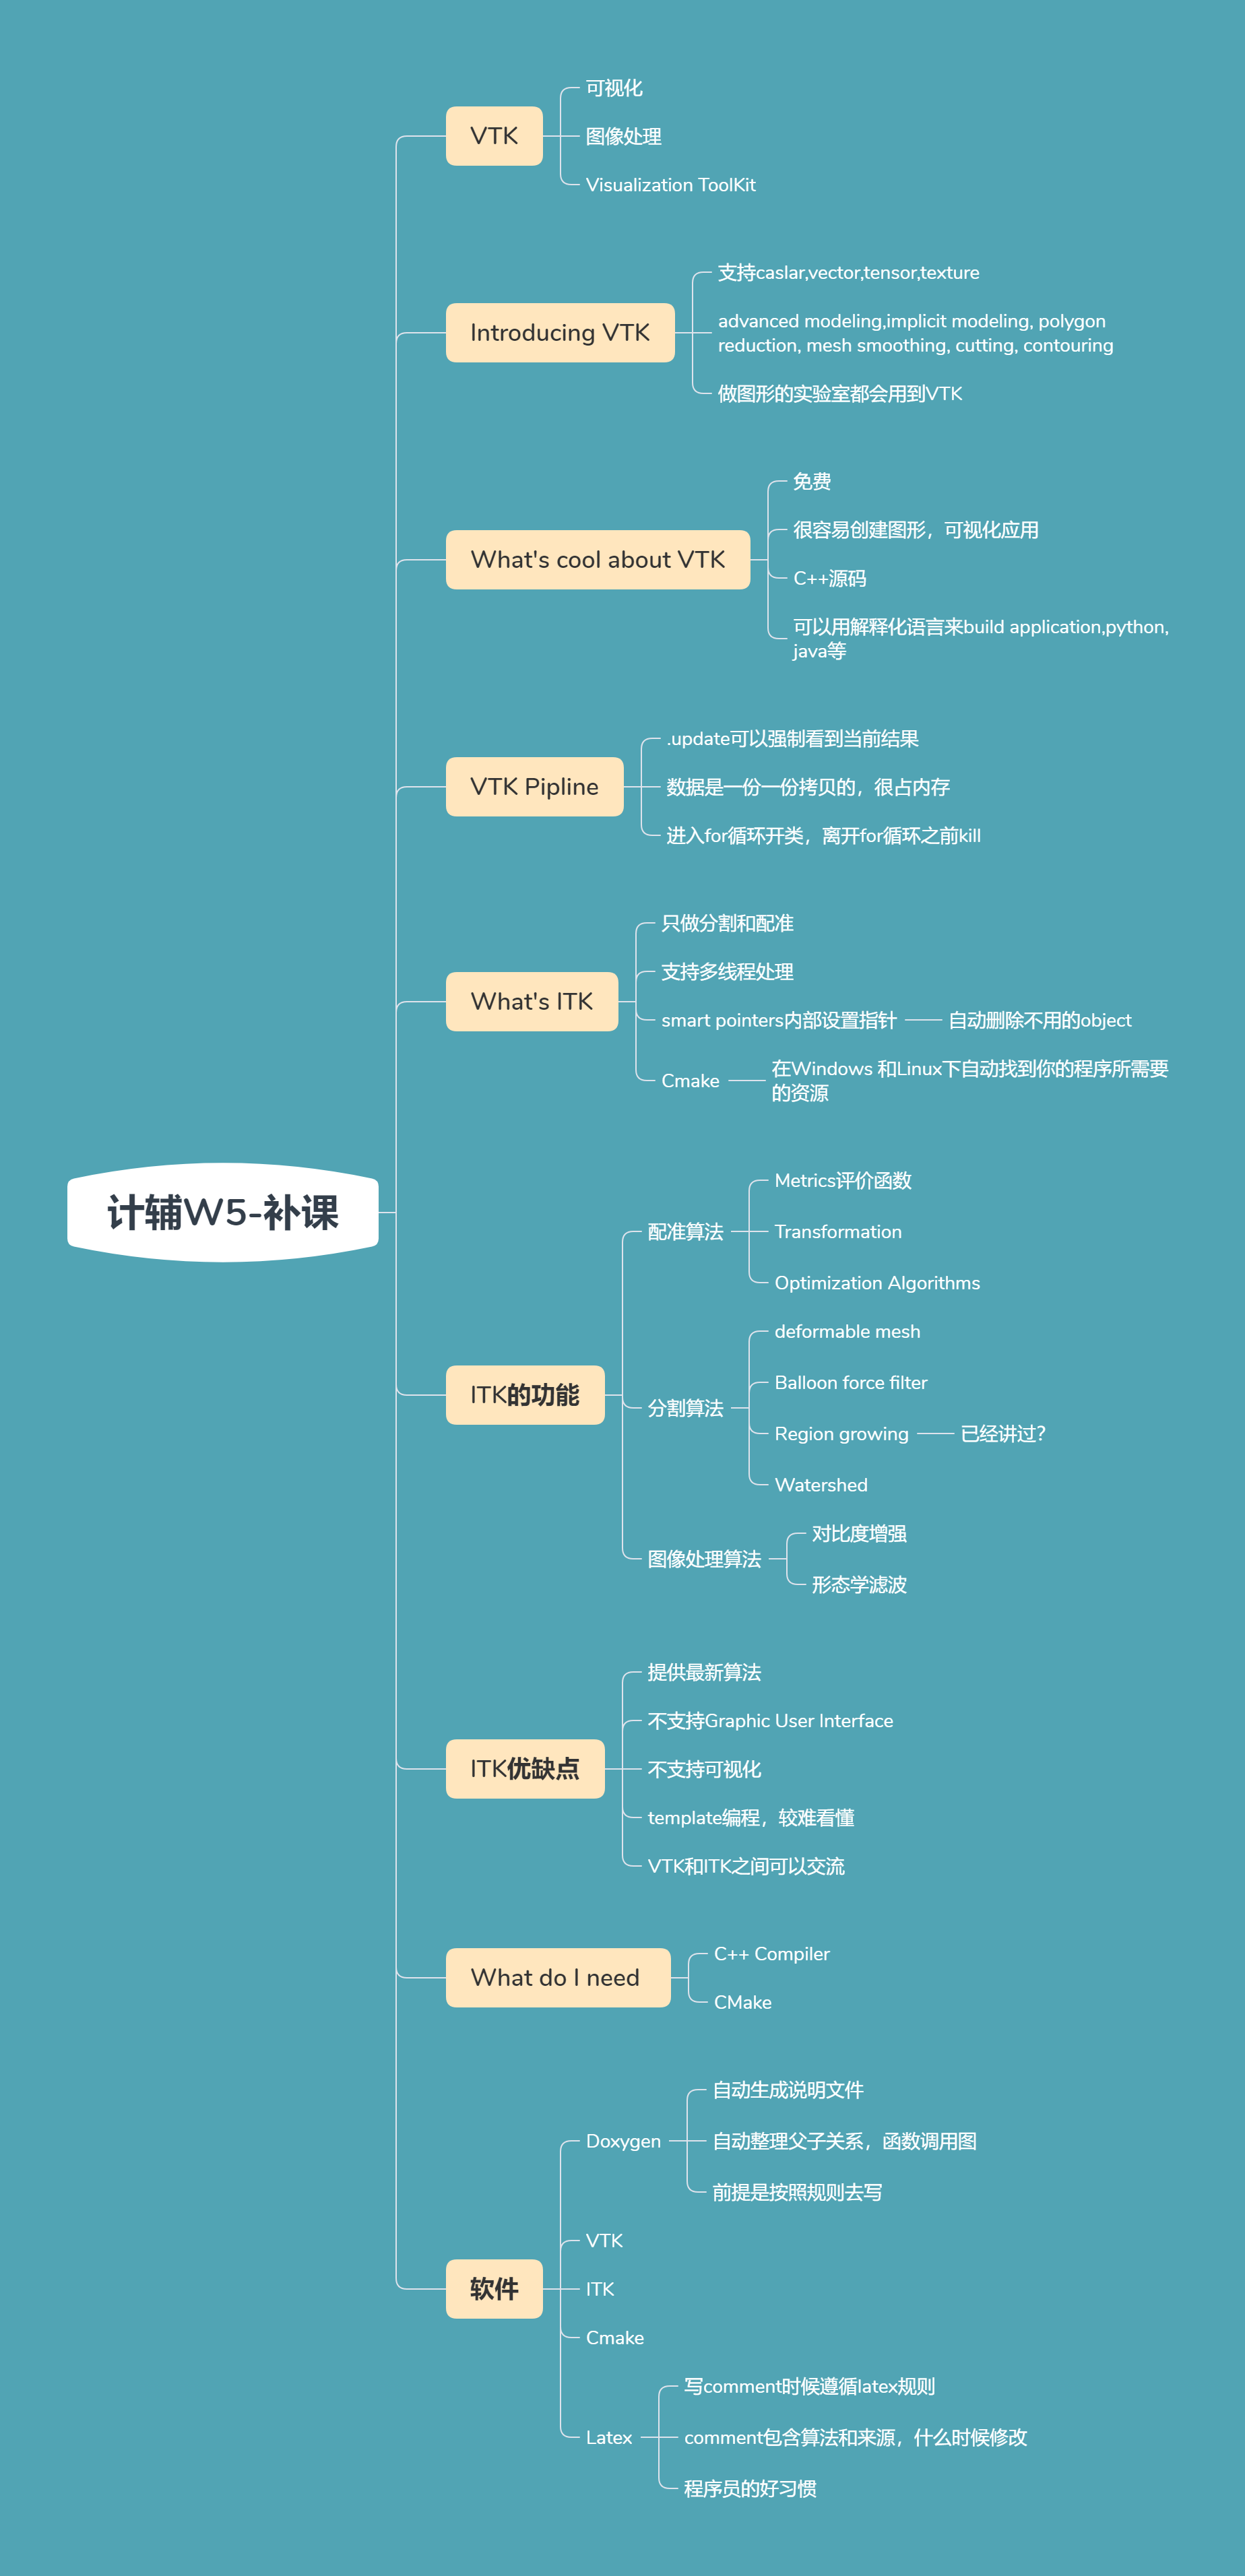 计辅W5-补课
VTK
可视化
图像处理
Visualization ToolKit
Introducing VTK
支持caslar,vector,tensor,texture
advanced modeling,implicit modeling, polygon
reduction, mesh smoothing, cutting, contouring
做图形的实验室都会用到VTK
What's cool about VTK
免费
很容易创建图形，可视化应用
C++源码
可以用解释化语言来build application,python,
java等
VTK Pipline
.update可以强制看到当前结果
数据是一份一份拷贝的，很占内存
进入for循环开类，离开for循环之前kill
What's ITK
只做分割和配准
支持多线程处理
smart pointers内部设置指针
自动删除不用的object
Cmake
在Windows 和Linux下自动找到你的程序所需要
的资源
ITK的功能
配准算法
Metrics评价函数
Transformation
Optimization Algorithms
分割算法
deformable mesh
Balloon force filter
Region growing
已经讲过?
Watershed
图像处理算法
对比度增强
形态学滤波
ITK优缺点
提供最新算法
不支持Graphic User Interface
不支持可视化
template编程，较难看懂
VTK和ITK之间可以交流
What do I need
C++ Compiler
CMake
软件
Doxygen
自动生成说明文件
自动整理父子关系，函数调用图
前提是按照规则去写
VTK
ITK
Cmake
Latex
写comment时候遵循latex规则
comment包含算法和来源，什么时候修改
程序员的好习惯